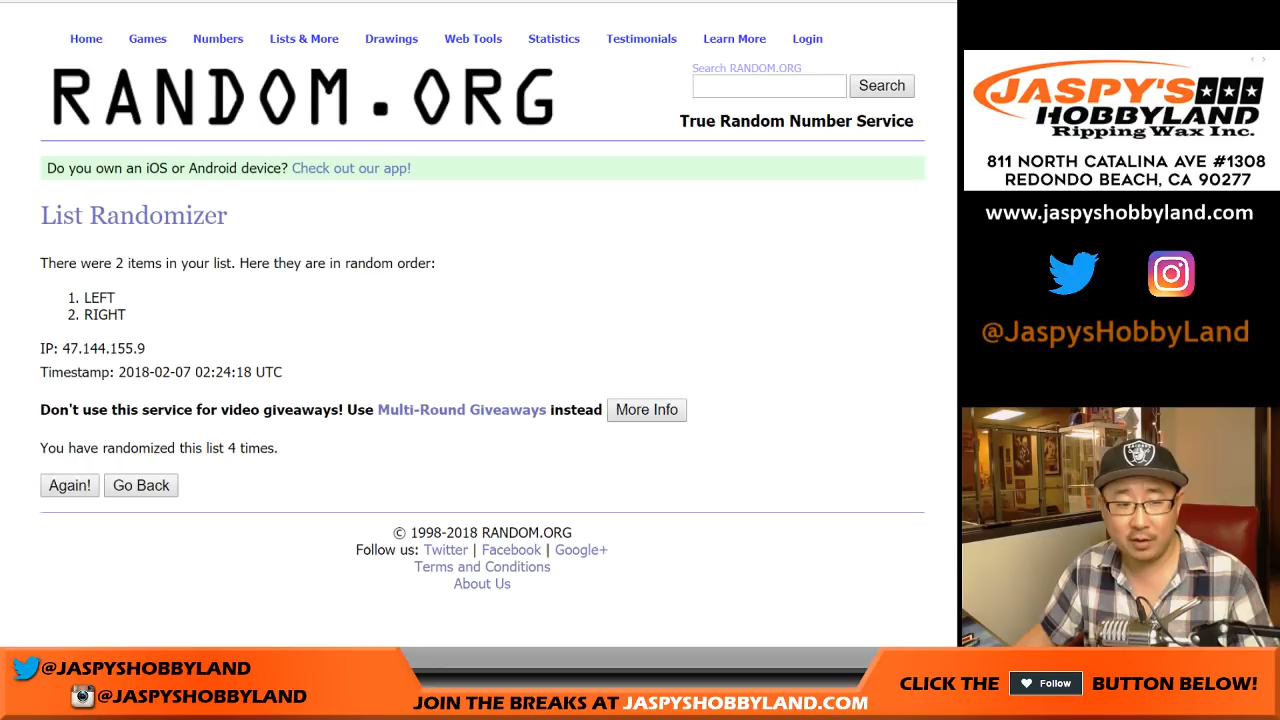 Home Games Numbers Lists & More Drawings Web Tools Statistics Testimonials Learn More Login
RANDOM.ORG
Search RANDOM.ORG
Search
True Random Number Service
Do you own an iOS or Android device? Check out our app!
List Randomizer
There were 2 items in your list. Here they are in random order:
1. LEFT
2. RIGHT
IP: 47.144.155.9
Timestamp: 2018-02-07 02:24:18 UTC
Don't use this service for video giveaways! Use Multi-Round Giveaways instead More Info
You have randomized this list 4 times.
Again! Go Back
© 1998-2018 RANDOM.ORG
Follow us: Twitter | Facebook | Google+
Terms and Conditions
About Us
JASPY'S
HOBBYLAND
Ripping Wax Inc.
811 NORTH CATALINA AVE #1308
REDONDO BEACH, CA 90277
www.jaspyshobbyland.com
@JaspysHobbyLand
RAIDERS
@JASPYSHOBBYLAND
@JASPYSHOBBYLAND
JOIN THE BREAKS AT JASPYSHOBBYLAND.COM
CLICK THE Follow BUTTON BELOW!